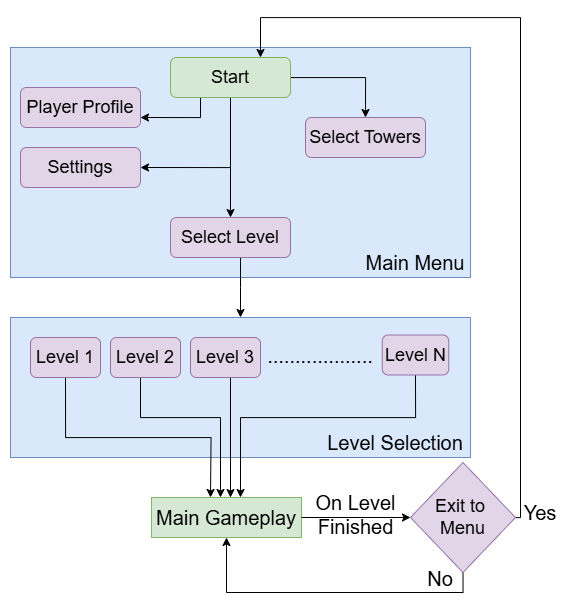 Start
Player Profile
Select Towers
Settings
Select Level
Main Menu
Level 1
Level 2
Level 3
....................
Level N
Level Selection
Main Gameplay
On Level
Finished
Exit to
Menu
Yes
No